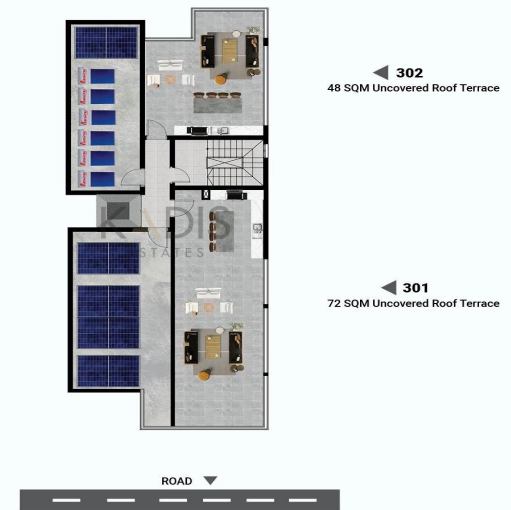 302
48 SQM Uncovered Roof Terrace
KADIS
ESTATES
301
72 SQM Uncovered Roof Terrace
ROAD